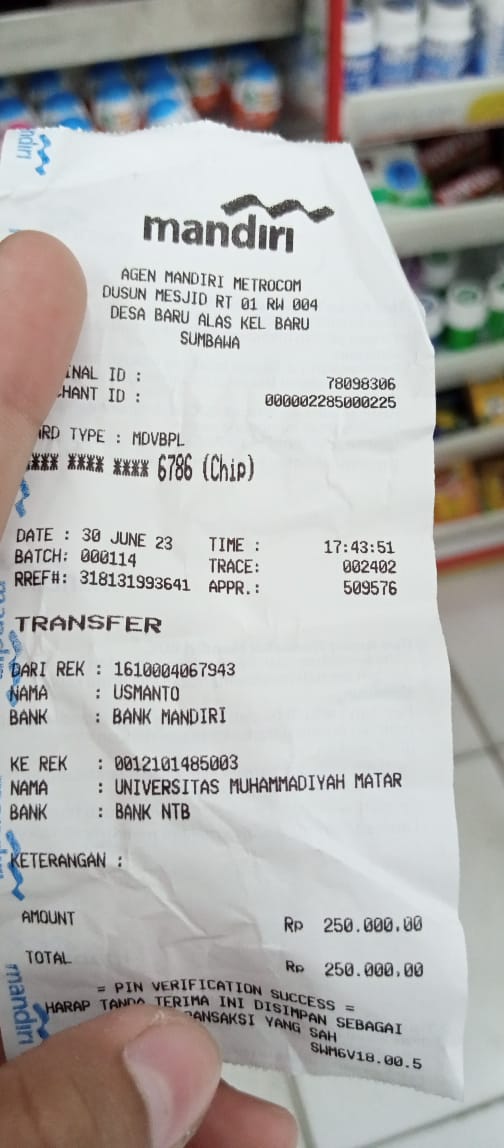 mandiri
AGEN MANDIRI METROCOM
DUSUN MESJID RT 01 RW 004
DESA BARU ALAS KEL BARU
SUMBAWA
INAL ID : 78098306
HANT ID : 000002285000225
RD TYPE : MDVBPL
*** **** **** 6786 (Chip)
DATE : 30 JUNE 23 TIME : 17:43:51
BATCH: 000114 TRACE: 002402
RREF#: 318131993641 APPR.: 509576
TRANSFER
DARI REK : 1610004067943
NAMA : USMANTO
BANK : BANK MANDIRI
KE REK : 0012101485003
NAMA : UNIVERSITAS MUHAMMADIYAH MATAR
BANK : BANK NTB
KETERANGAN :
AMOUNT Rp 250.000,00
TOTAL Rp 250.000,00
= PIN VERIFICATION SUCCESS =
HARAP TANDA TERIMA INI DISIMPAN SEBAGAI
ANSAKSI YANG SAH
SWM6V18.00.5
mandiri